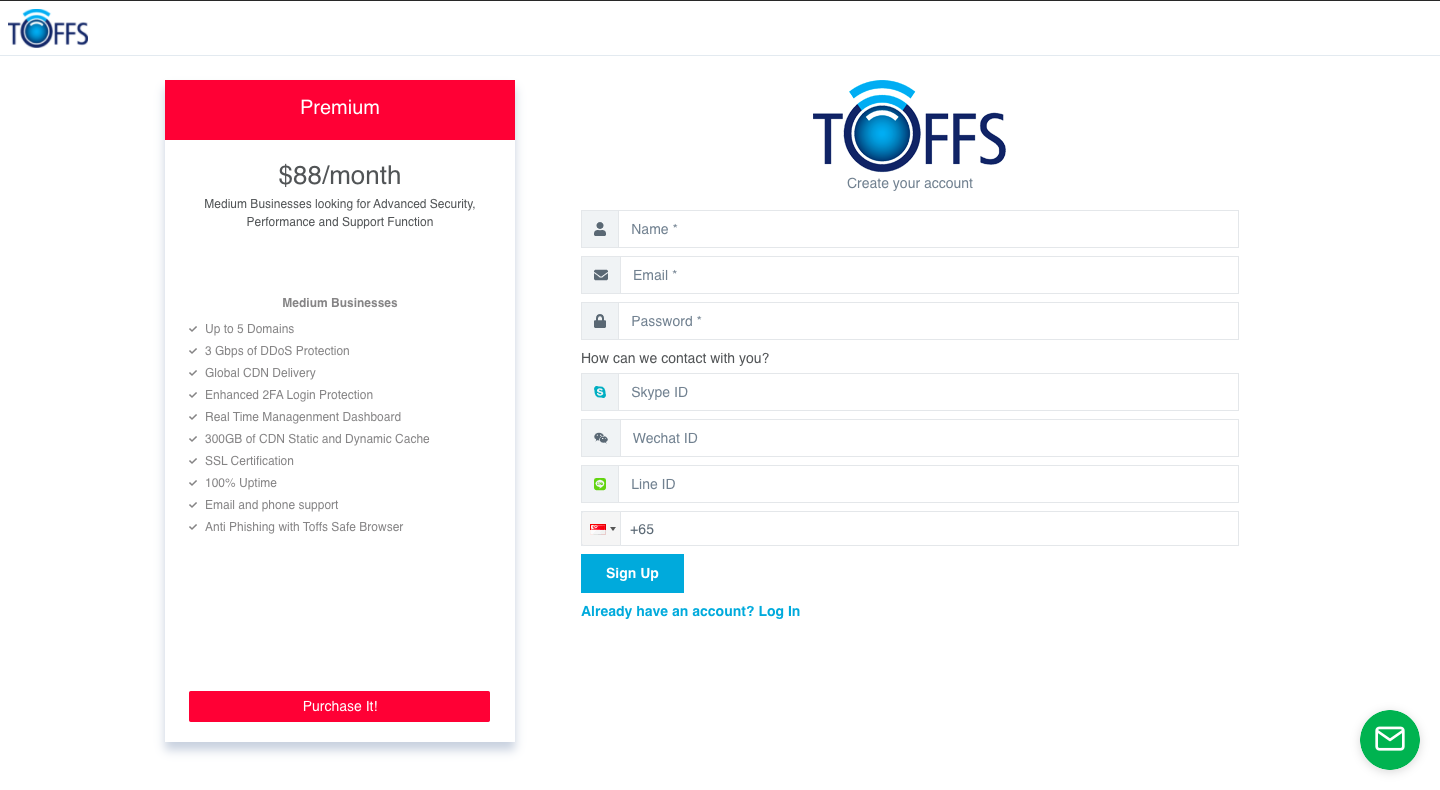 TOFFS
Premium
$88/month
Medium Businesses looking for Advanced Security,
Performance and Support Function
Medium Businesses
Up to 5 Domains
3 Gbps of DDoS Protection
Global CDN Delivery
Enhanced 2FA Login Protection
Real Time Managenment Dashboard
300GB of CDN Static and Dynamic Cache
SSL Certification
100% Uptime
Email and phone support
Anti Phishing with Toffs Safe Browser
Purchase It!
TOFFS
Create your account
Name *
Email *
Password *
How can we contact with you?
Skype ID
Wechat ID
Line ID
+65
Sign Up
Already have an account? Log In